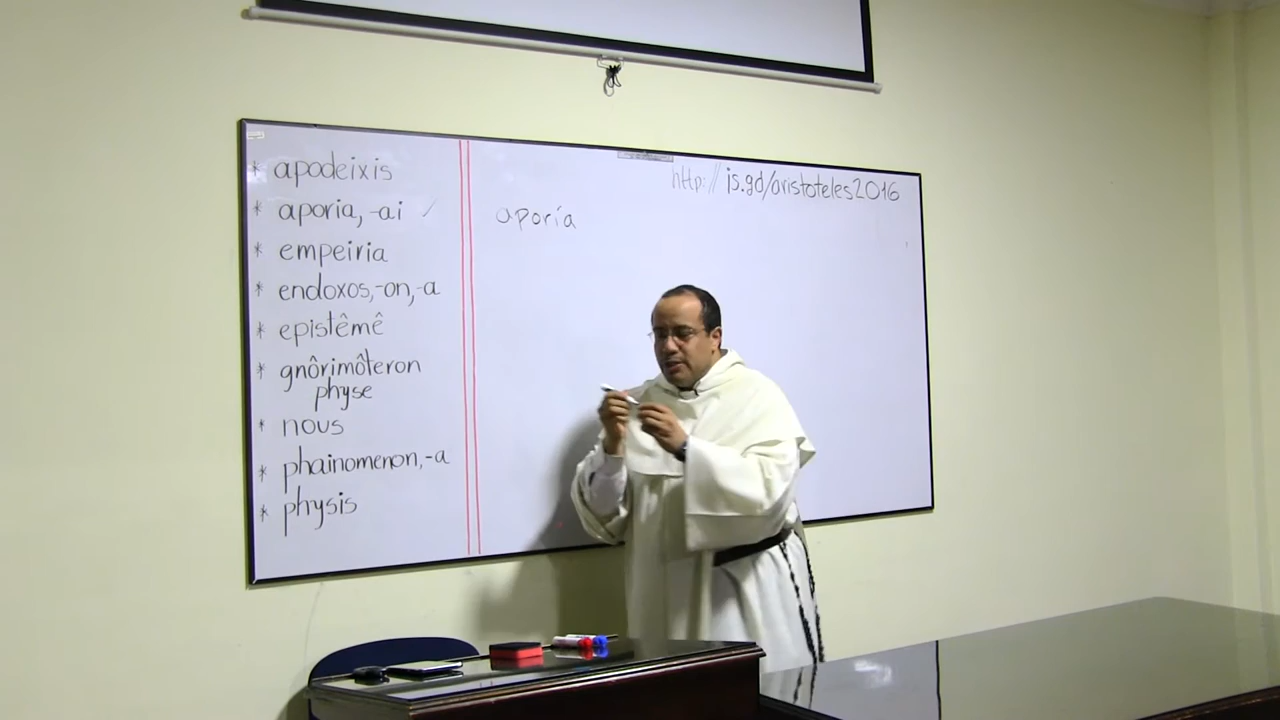 * apodeixis
* aporia, -ai
* empeiria
* endoxos, -on, -a
* epistêmê
* gnôrimôteron
physe
* nous
* phainomenon, -a
* physis
aporía
http://is.gd/aristoteles2016